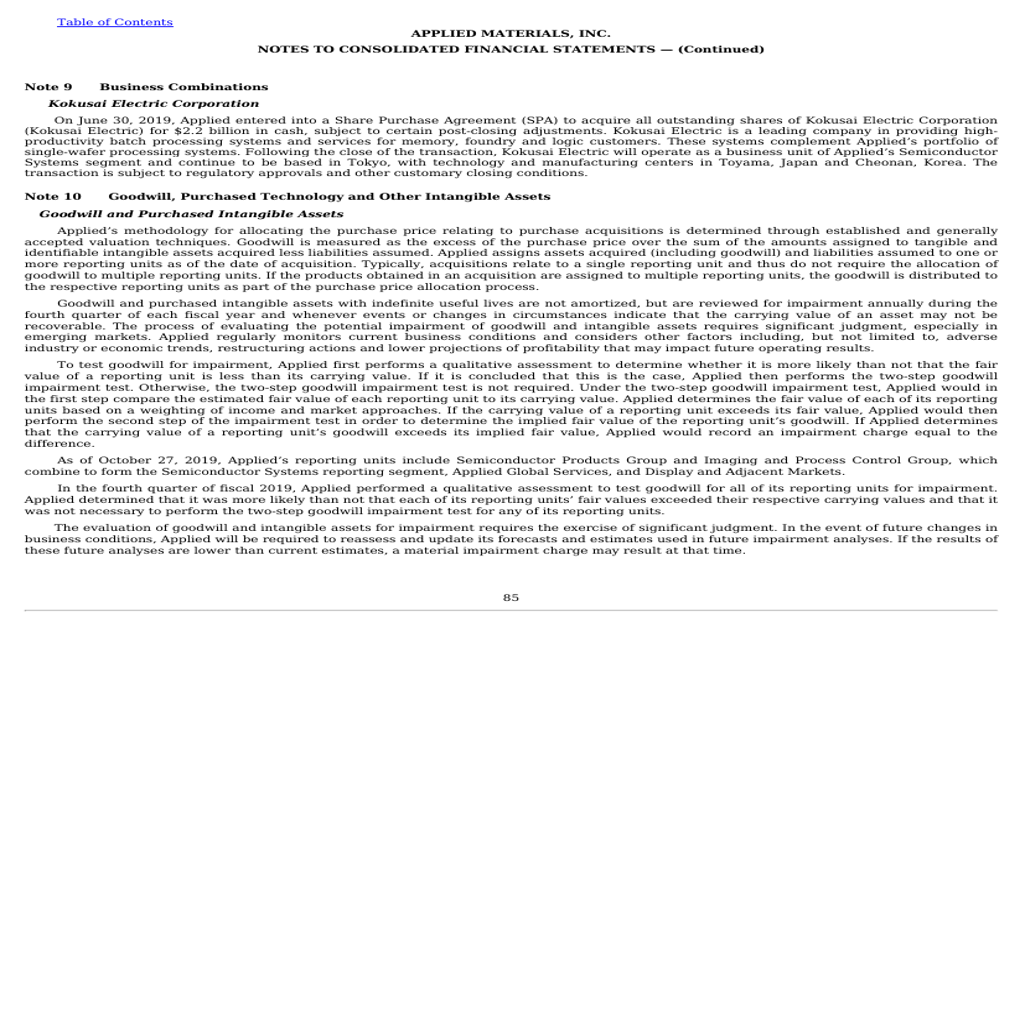 Table of Contents
APPLIED MATERIALS, INC.
NOTES TO CONSOLIDATED FINANCIAL STATEMENTS — (Continued)
Note 9 Business Combinations
Kokusai Electric Corporation
On June 30, 2019, Applied entered into a Share Purchase Agreement (SPA) to acquire all outstanding shares of Kokusai Electric Corporation
(Kokusai Electric) for $2.2 billion in cash, subject to certain post-closing adjustments. Kokusai Electric is a leading company in providing high-
productivity batch processing systems and services for memory, foundry and logic customers. These systems complement Applied’s portfolio of
single-wafer processing systems. Following the close of the transaction, Kokusai Electric will operate as a business unit of Applied’s Semiconductor
Systems segment and continue to be based in Tokyo, with technology and manufacturing centers in Toyama, Japan and Cheonan, Korea. The
transaction is subject to regulatory approvals and other customary closing conditions.
Note 10 Goodwill, Purchased Technology and Other Intangible Assets
Goodwill and Purchased Intangible Assets
Applied’s methodology for allocating the purchase price relating to purchase acquisitions is determined through established and generally
accepted valuation techniques. Goodwill is measured as the excess of the purchase price over the sum of the amounts assigned to tangible and
identifiable intangible assets acquired less liabilities assumed. Applied assigns assets acquired (including goodwill) and liabilities assumed to one or
more reporting units as of the date of acquisition. Typically, acquisitions relate to a single reporting unit and thus do not require the allocation of
goodwill to multiple reporting units. If the products obtained in an acquisition are assigned to multiple reporting units, the goodwill is distributed to
the respective reporting units as part of the purchase price allocation process.
Goodwill and purchased intangible assets with indefinite useful lives are not amortized, but are reviewed for impairment annually during the
fourth quarter of each fiscal year and whenever events or changes in circumstances indicate that the carrying value of an asset may not be
recoverable. The process of evaluating the potential impairment of goodwill and intangible assets requires significant judgment, especially in
emerging markets. Applied regularly monitors current business conditions and considers other factors including, but not limited to, adverse
industry or economic trends, restructuring actions and lower projections of profitability that may impact future operating results.
To test goodwill for impairment, Applied first performs a qualitative assessment to determine whether it is more likely than not that the fair
value of a reporting unit is less than its carrying value. If it is concluded that this is the case, Applied then performs the two-step goodwill
impairment test. Otherwise, the two-step goodwill impairment test is not required. Under the two-step goodwill impairment test, Applied would in
the first step compare the estimated fair value of each reporting unit to its carrying value. Applied determines the fair value of each of its reporting
units based on a weighting of income and market approaches. If the carrying value of a reporting unit exceeds its fair value, Applied would then
perform the second step of the impairment test in order to determine the implied fair value of the reporting unit’s goodwill. If Applied determines
that the carrying value of a reporting unit’s goodwill exceeds its implied fair value, Applied would record an impairment charge equal to the
difference.
As of October 27, 2019, Applied’s reporting units include Semiconductor Products Group and Imaging and Process Control Group, which
combine to form the Semiconductor Systems reporting segment, Applied Global Services, and Display and Adjacent Markets.
In the fourth quarter of fiscal 2019, Applied performed a qualitative assessment to test goodwill for all of its reporting units for impairment.
Applied determined that it was more likely than not that each of its reporting units’ fair values exceeded their respective carrying values and that it
was not necessary to perform the two-step goodwill impairment test for any of its reporting units.
The evaluation of goodwill and intangible assets for impairment requires the exercise of significant judgment. In the event of future changes in
business conditions, Applied will be required to reassess and update its forecasts and estimates used in future impairment analyses. If the results of
these future analyses are lower than current estimates, a material impairment charge may result at that time.
85